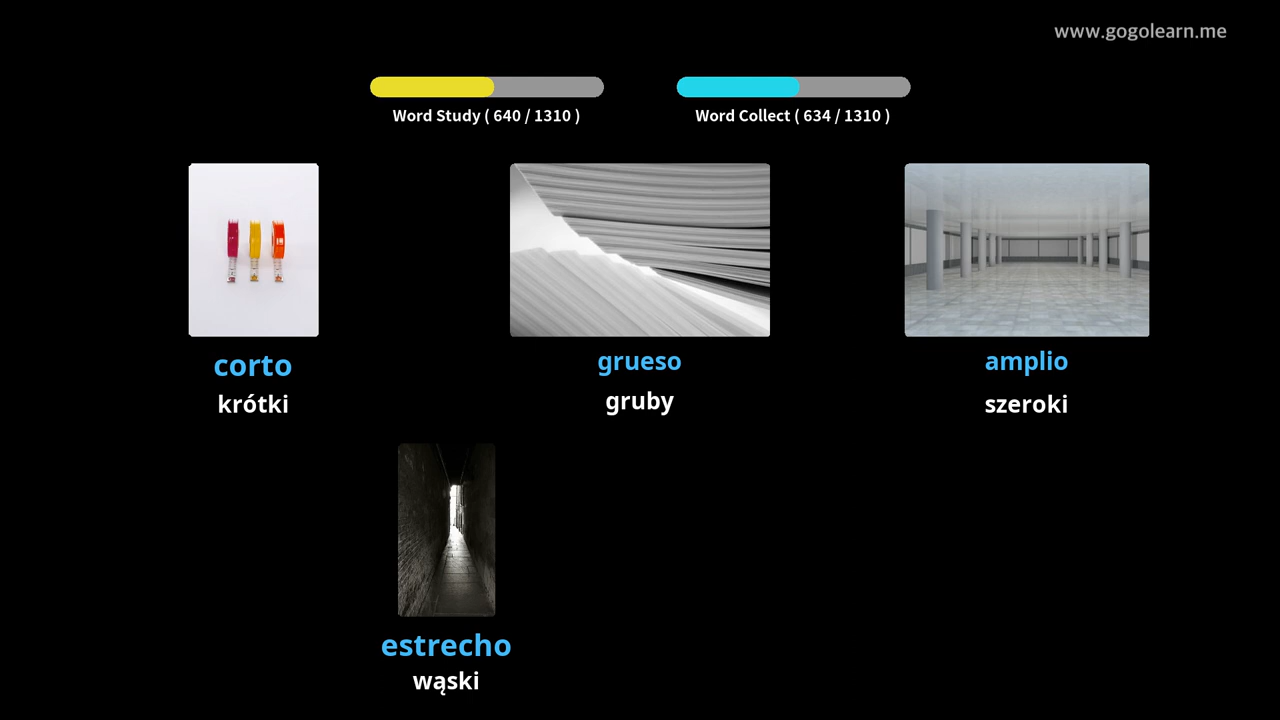 www.gogolearn.me
Word Study ( 640 / 1310 )
Word Collect ( 634 / 1310 )
corto
krótki
grueso
gruby
amplio
szeroki
estrecho
wąski